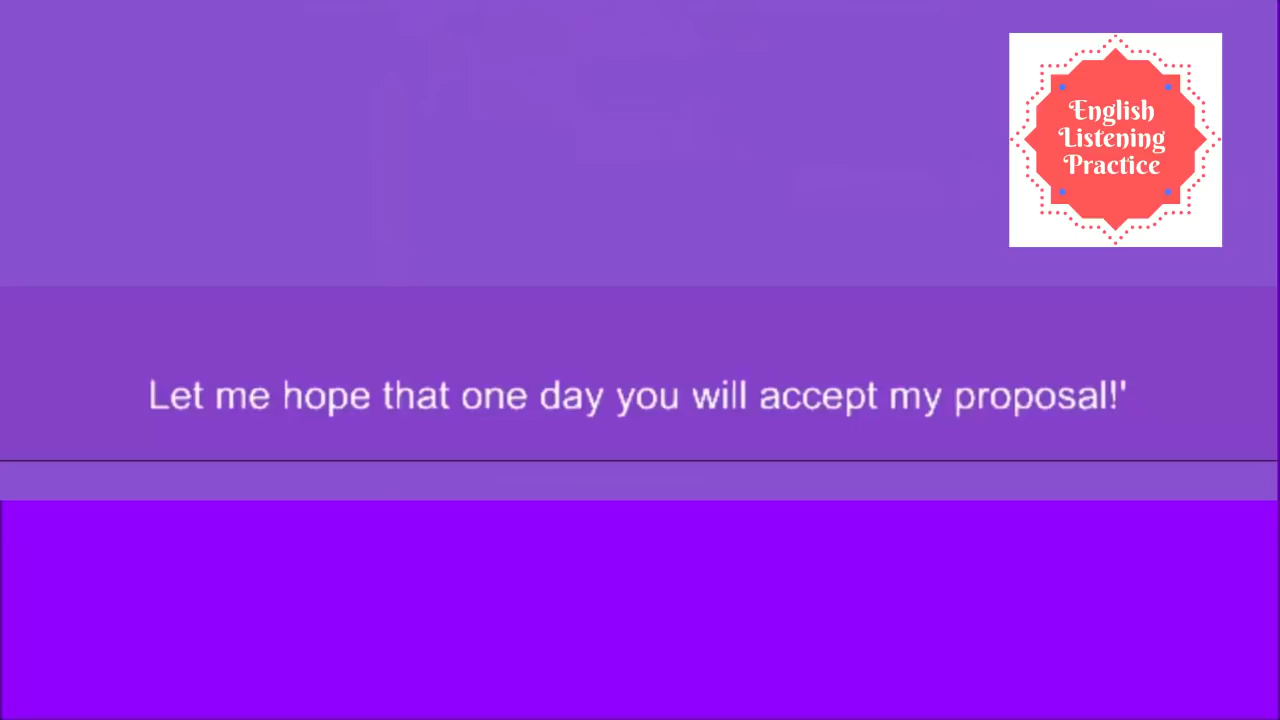 English
Listening
Practice
Let me hope that one day you will accept my proposal!'